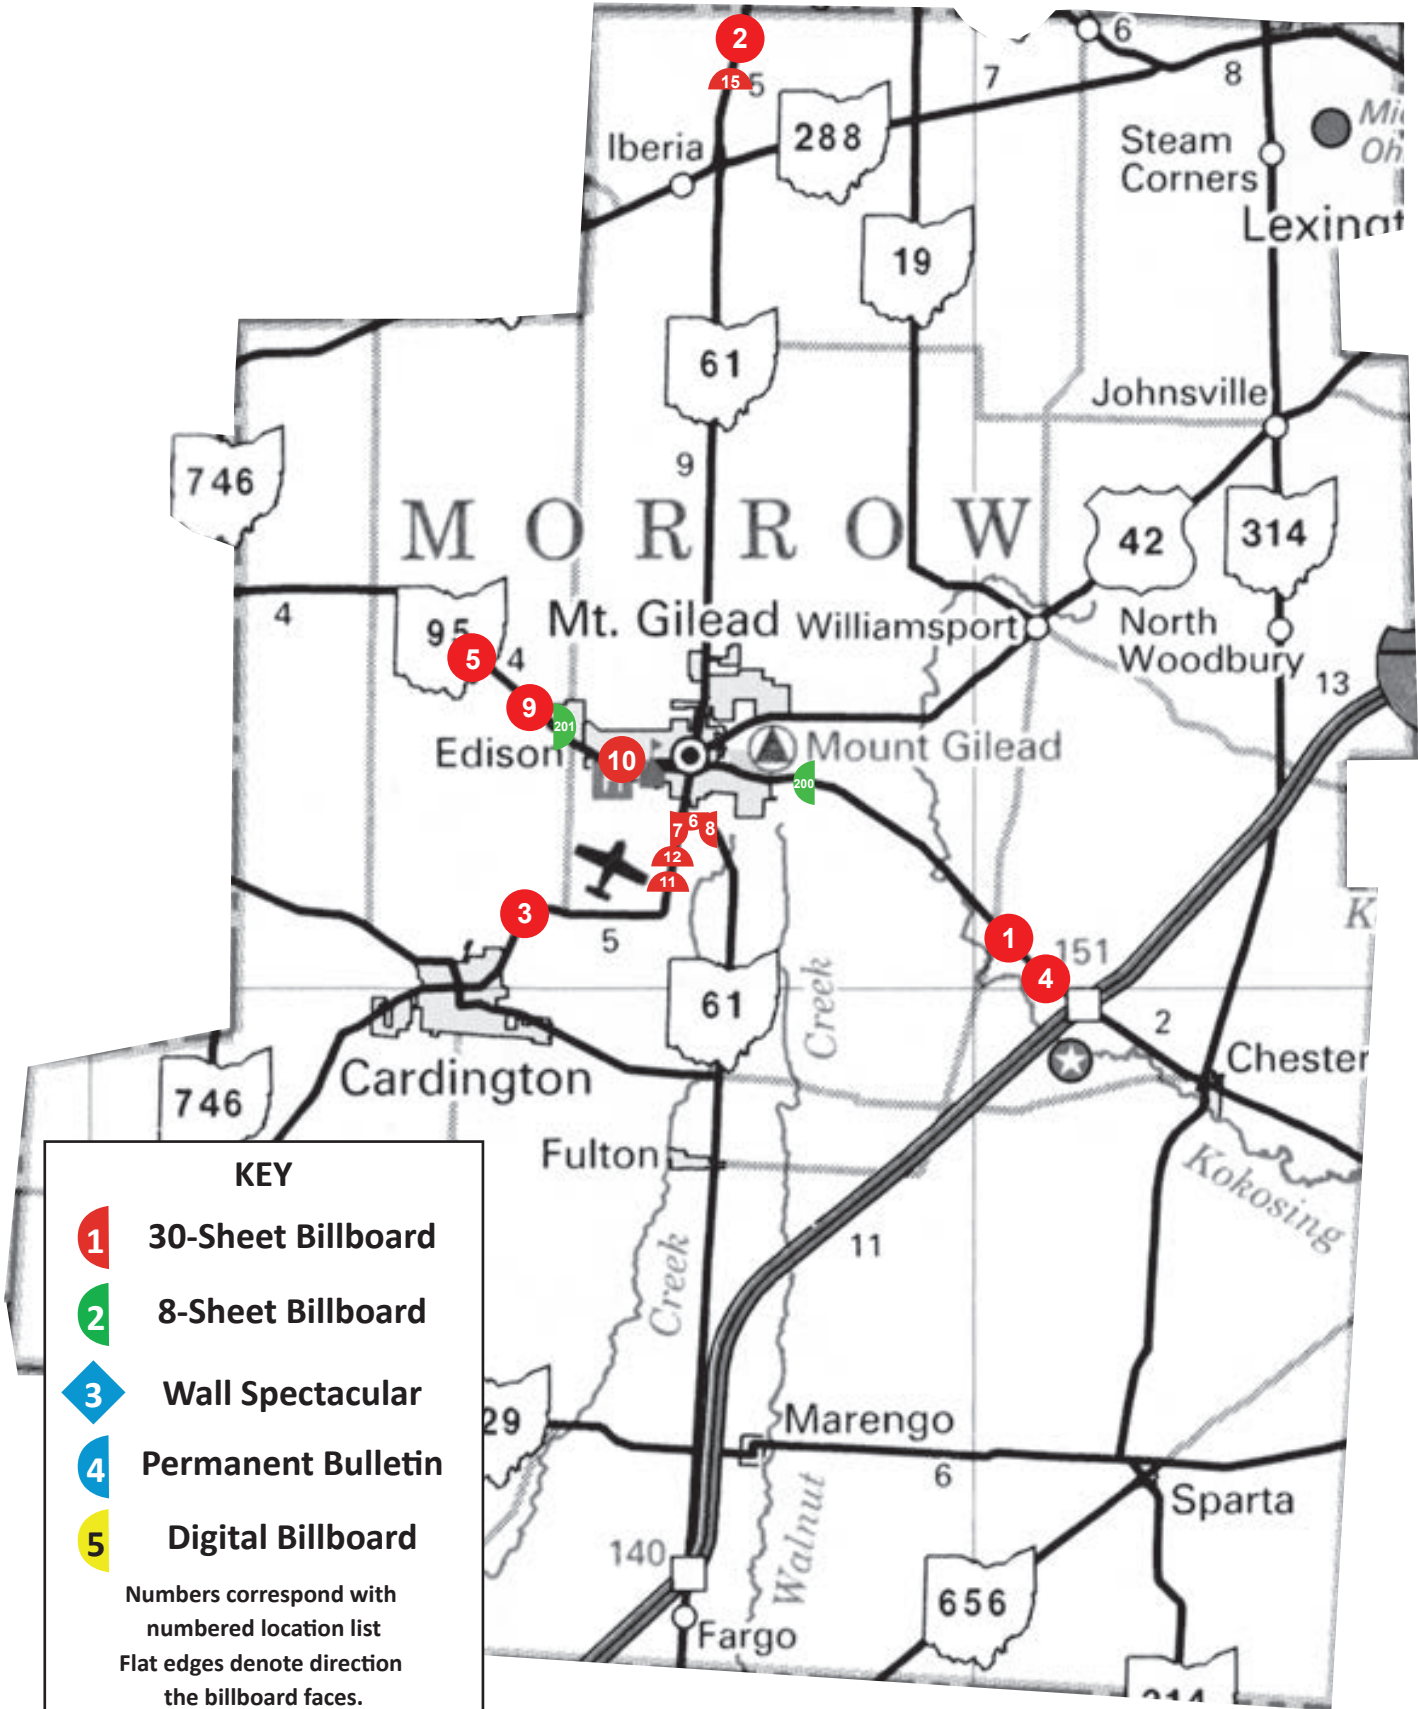 2
6
15
5
7
8
Iberia
288
Steam
Corners
Lexingt
19
61
Johnsville
9
746
MORROW
42
314
4
95
Mt. Gilead
Williamsport
North
Woodbury
5
4
13
9
201
Edison
10
Mount Gilead
200
7
6
8
12
11
3
5
1
151
K
4
61
Creek
2
Chester
746
Cardington
Fulton
Kokosing
11
Creek
29
Marengo
6
Sparta
Walnut
140
656
Fargo
314
KEY
1 30-Sheet Billboard
2 8-Sheet Billboard
3 Wall Spectacular
4 Permanent Bulletin
5 Digital Billboard
Numbers correspond with
numbered location list
Flat edges denote direction
the billboard faces.